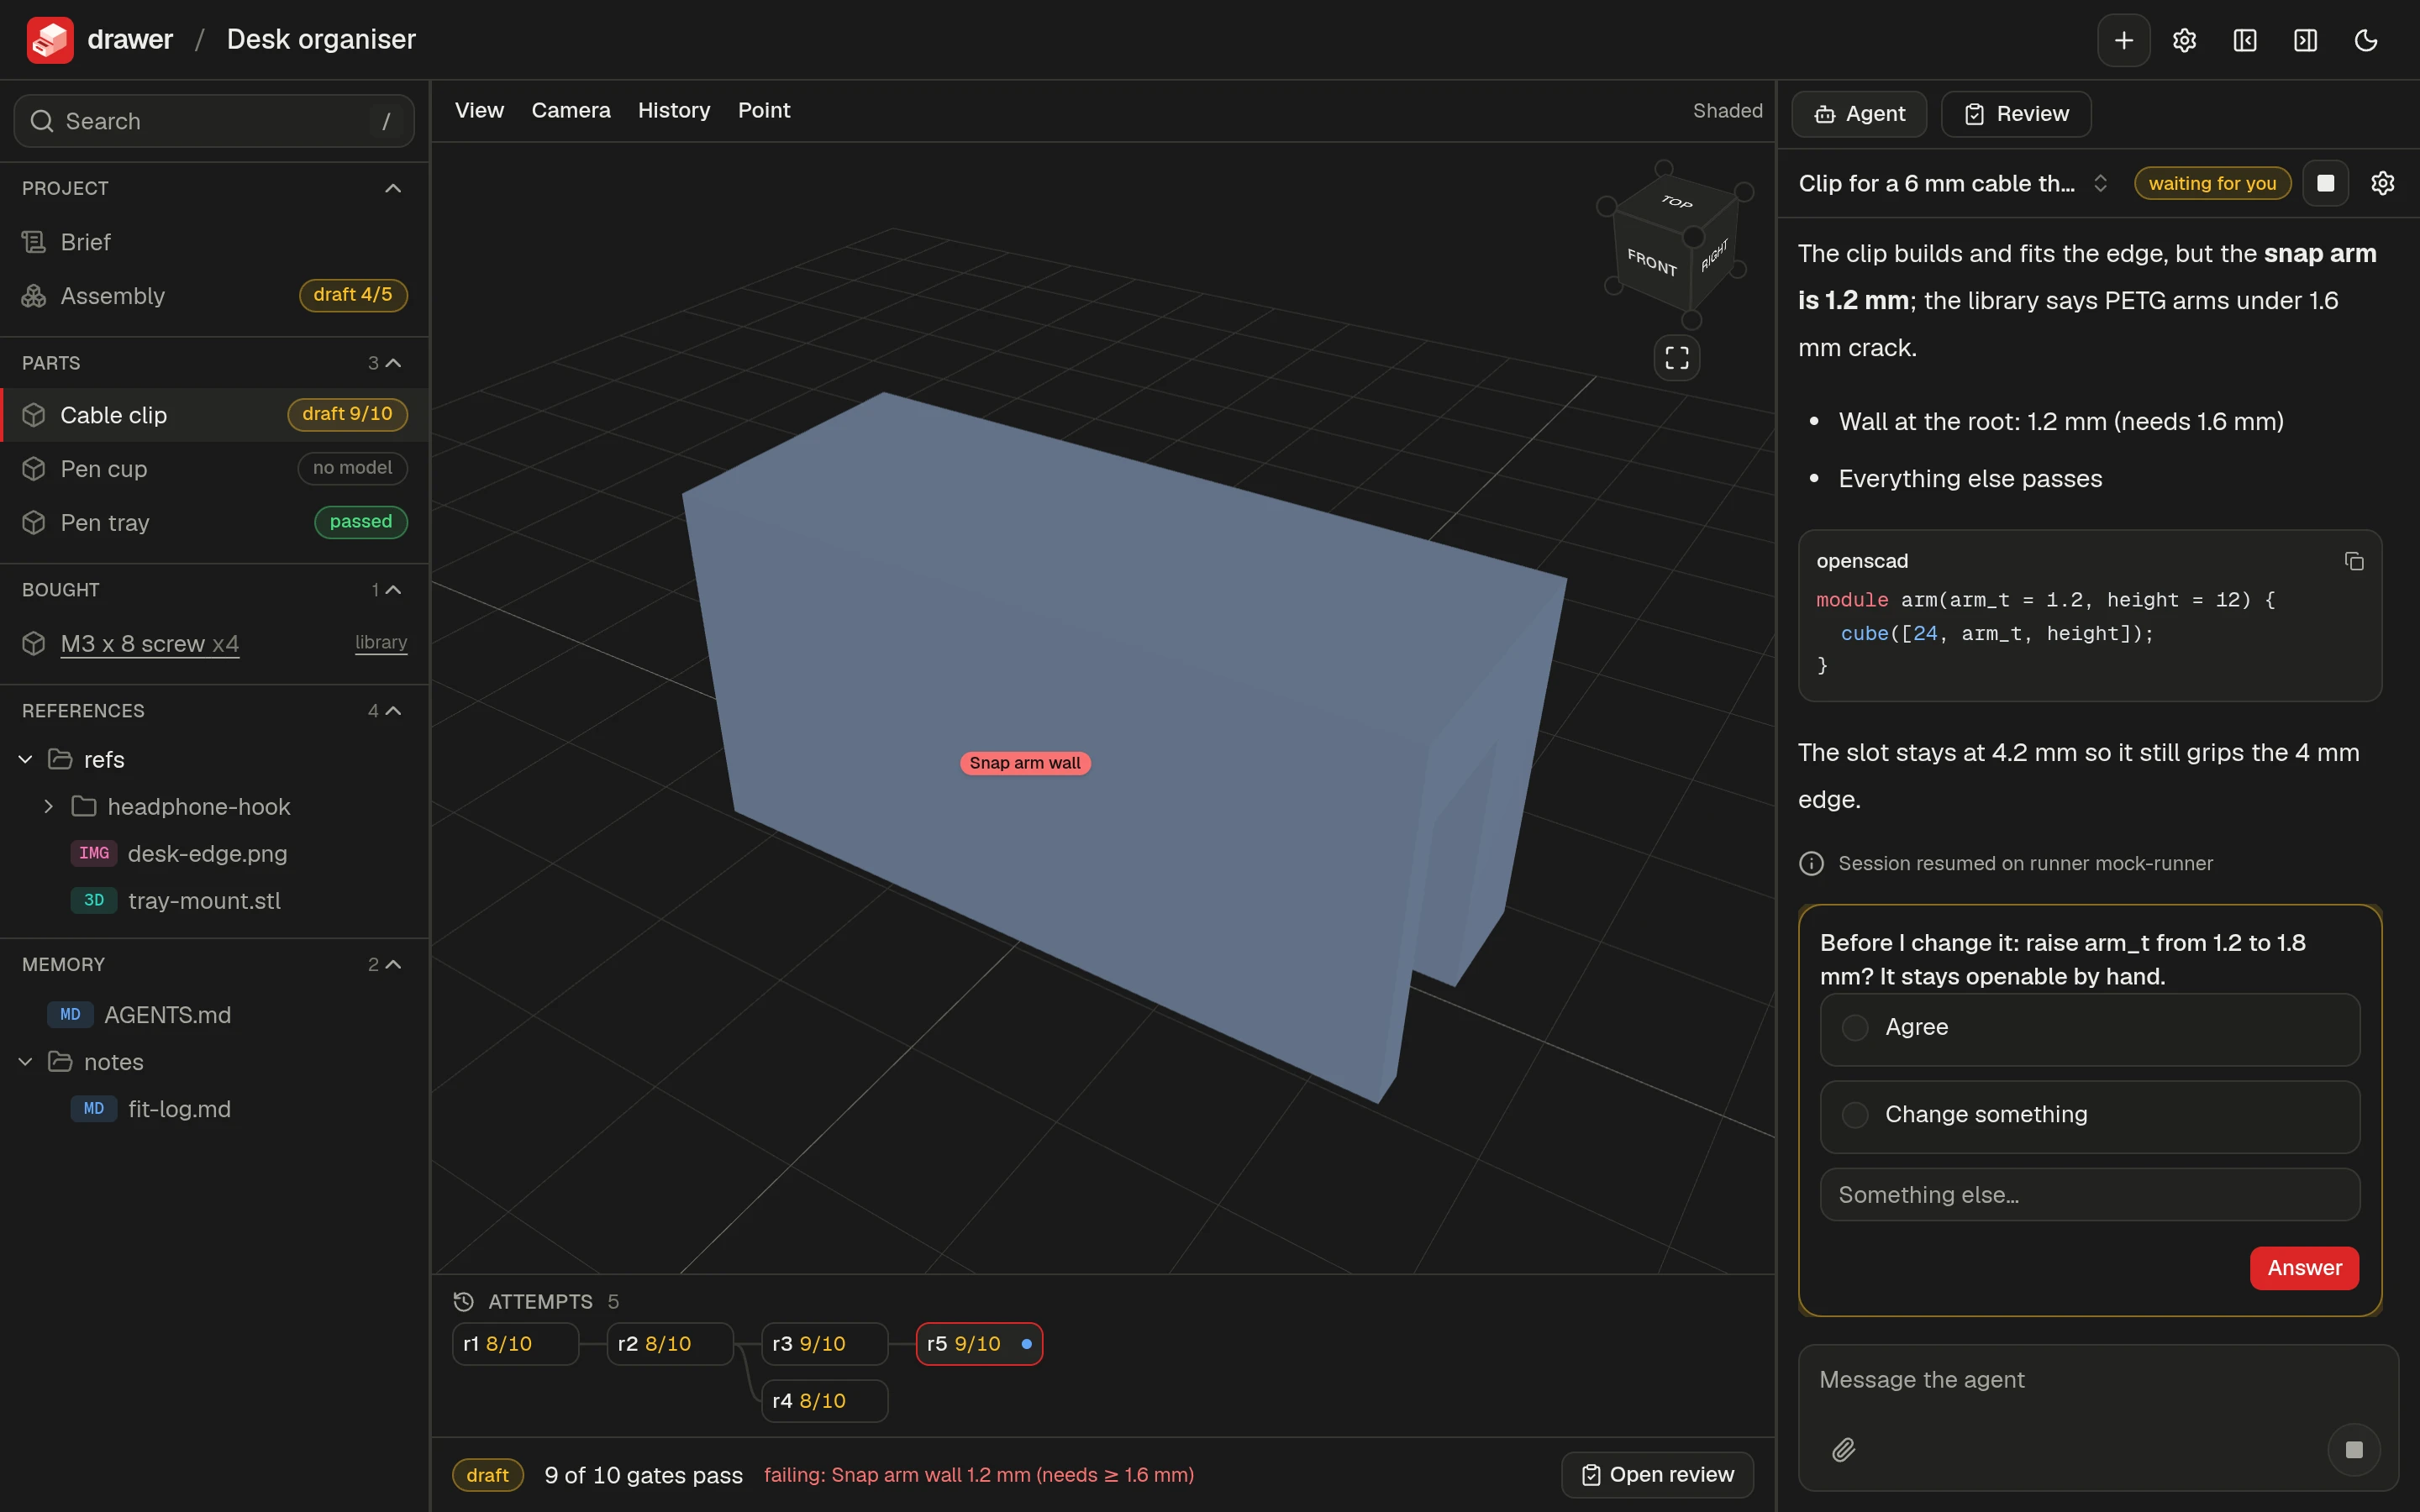 drawer / Desk organiser
Search /
PROJECT
Brief
Assembly draft 4/5
PARTS 3
Cable clip draft 9/10
Pen cup no model
Pen tray passed
BOUGHT 1
M3 x 8 screw x4 library
REFERENCES 4
refs
headphone-hook
IMG desk-edge.png
3D tray-mount.stl
MEMORY 2
MD AGENTS.md
notes
MD fit-log.md
View Camera History Point Shaded
TOP
FRONT
RIGHT
Snap arm wall
ATTEMPTS 5
r1 8/10 r2 8/10 r3 9/10 r5 9/10
r4 8/10
draft 9 of 10 gates pass failing: Snap arm wall 1.2 mm (needs ≥ 1.6 mm) Open review
Agent Review
Clip for a 6 mm cable th... waiting for you
The clip builds and fits the edge, but the snap arm
is 1.2 mm; the library says PETG arms under 1.6
mm crack.
• Wall at the root: 1.2 mm (needs 1.6 mm)
• Everything else passes
openscad
module arm(arm_t = 1.2, height = 12) {
cube([24, arm_t, height]);
}
The slot stays at 4.2 mm so it still grips the 4 mm
edge.
Session resumed on runner mock-runner
Before I change it: raise arm_t from 1.2 to 1.8
mm? It stays openable by hand.
Agree
Change something
Something else...
Answer
Message the agent